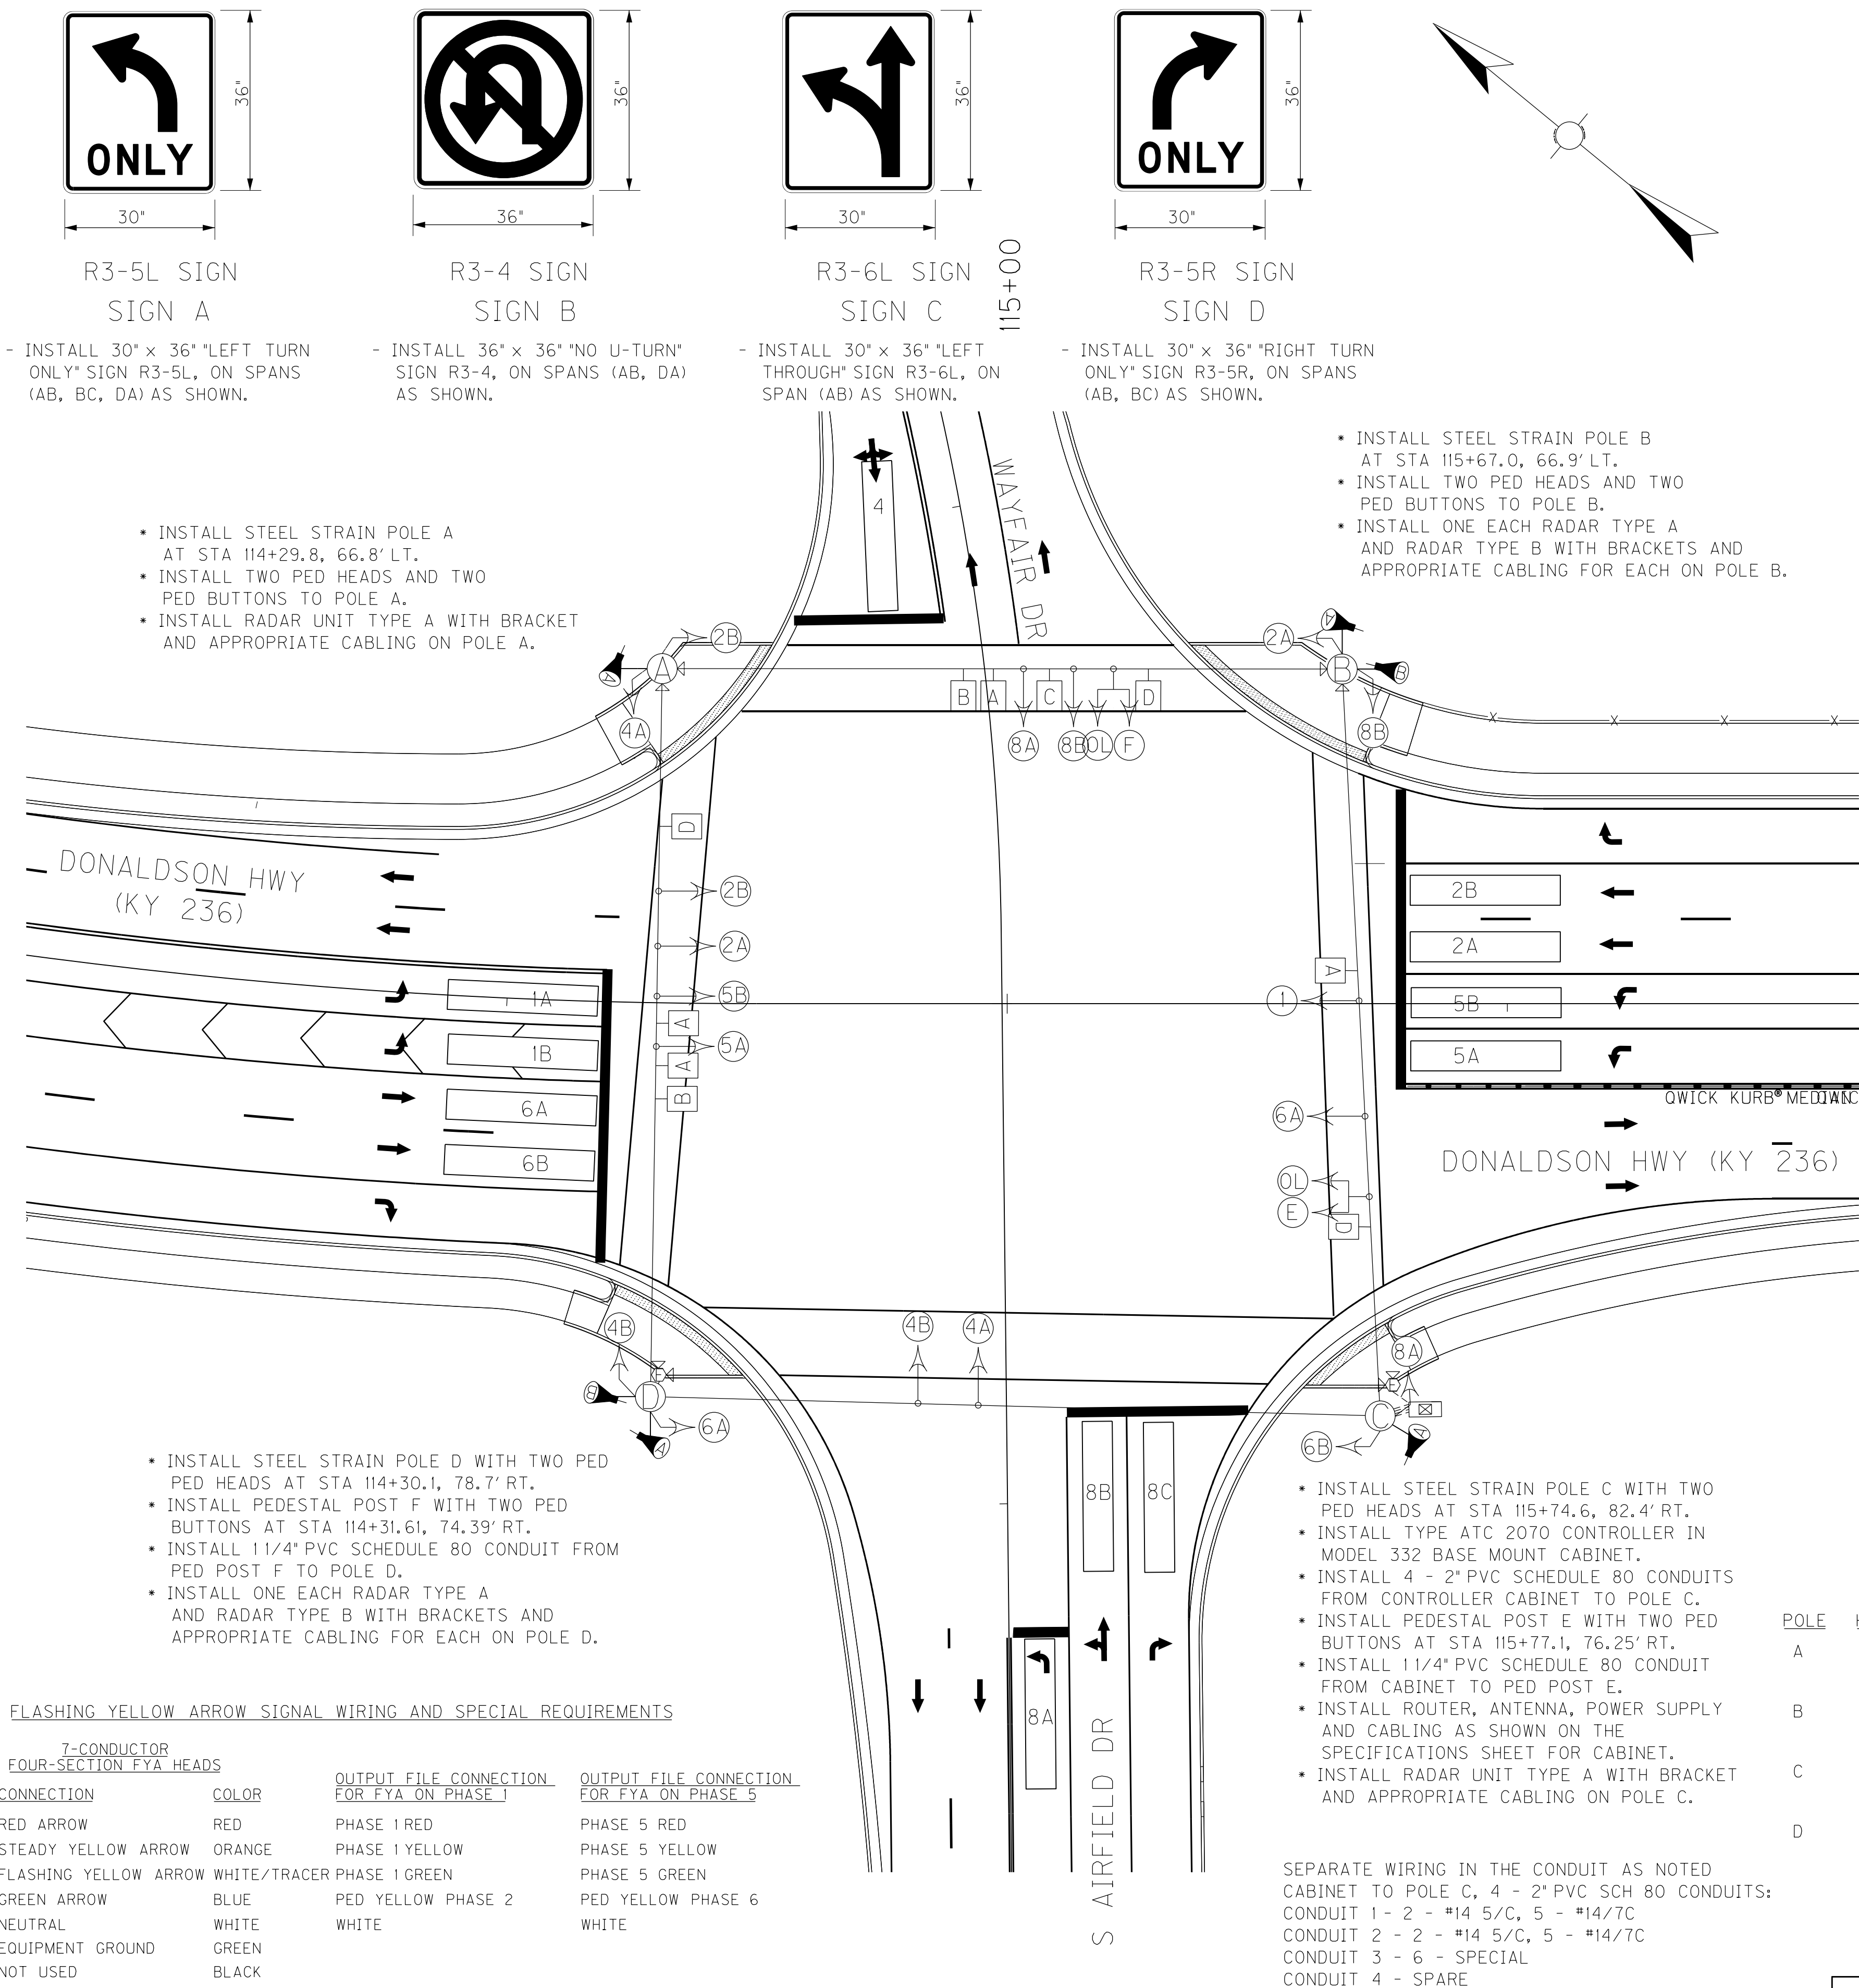 ONLY
36"
30"
R3-5L SIGN
SIGN A
- INSTALL 30" x 36" "LEFT TURN
ONLY" SIGN R3-5L, ON SPANS
(AB, BC, DA) AS SHOWN.
36"
36"
R3-4 SIGN
SIGN B
- INSTALL 36" x 36" "NO U-TURN"
SIGN R3-4, ON SPANS (AB, DA)
AS SHOWN.
36"
30"
R3-6L SIGN
SIGN C
- INSTALL 30" x 36" "LEFT
THROUGH" SIGN R3-6L, ON
SPAN (AB) AS SHOWN.
115+00
ONLY
36"
30"
R3-5R SIGN
SIGN D
- INSTALL 30" x 36" "RIGHT TURN
ONLY" SIGN R3-5R, ON SPANS
(AB, BC) AS SHOWN.
* INSTALL STEEL STRAIN POLE A
AT STA 114+29.8, 66.8' LT.
* INSTALL TWO PED HEADS AND TWO
PED BUTTONS TO POLE A.
* INSTALL RADAR UNIT TYPE A WITH BRACKET
AND APPROPRIATE CABLING ON POLE A.
* INSTALL STEEL STRAIN POLE B
AT STA 115+67.0, 66.9' LT.
* INSTALL TWO PED HEADS AND TWO
PED BUTTONS TO POLE B.
* INSTALL ONE EACH RADAR TYPE A
AND RADAR TYPE B WITH BRACKETS AND
APPROPRIATE CABLING FOR EACH ON POLE B.
4
WAYFAIR DR
2B
A
A
4A
2A
A
B
B
8B
B
A
C
D
8A
8B
OL
F
X
X
X
X
DONALDSON HWY
(KY 236)
D
2B
2A
5B
A
5A
A
B
1A
1B
6A
6B
A
1
6A
OL
E
D
2B
2A
5B
5A
QWICK KURB® MEDIAN
DONALDSON HWY (KY 236)
4B
F
B
D
6A
A
4B
4A
8A
E
C
A
6B
8B
8C
8A
S AIRFIELD DR
* INSTALL STEEL STRAIN POLE D WITH TWO PED
PED HEADS AT STA 114+30.1, 78.7' RT.
* INSTALL PEDESTAL POST F WITH TWO PED
BUTTONS AT STA 114+31.61, 74.39' RT.
* INSTALL 1 1/4" PVC SCHEDULE 80 CONDUIT FROM
PED POST F TO POLE D.
* INSTALL ONE EACH RADAR TYPE A
AND RADAR TYPE B WITH BRACKETS AND
APPROPRIATE CABLING FOR EACH ON POLE D.
* INSTALL STEEL STRAIN POLE C WITH TWO
PED HEADS AT STA 115+74.6, 82.4' RT.
* INSTALL TYPE ATC 2070 CONTROLLER IN
MODEL 332 BASE MOUNT CABINET.
* INSTALL 4 - 2" PVC SCHEDULE 80 CONDUITS
FROM CONTROLLER CABINET TO POLE C.
* INSTALL PEDESTAL POST E WITH TWO PED
BUTTONS AT STA 115+77.1, 76.25' RT.
* INSTALL 1 1/4" PVC SCHEDULE 80 CONDUIT
FROM CABINET TO PED POST E.
* INSTALL ROUTER, ANTENNA, POWER SUPPLY
AND CABLING AS SHOWN ON THE
SPECIFICATIONS SHEET FOR CABINET.
* INSTALL RADAR UNIT TYPE A WITH BRACKET
AND APPROPRIATE CABLING ON POLE C.
POLE
A
B
C
D
FLASHING YELLOW ARROW SIGNAL WIRING AND SPECIAL REQUIREMENTS
7-CONDUCTOR
FOUR-SECTION FYA HEADS
OUTPUT FILE CONNECTION OUTPUT FILE CONNECTION
CONNECTION COLOR FOR FYA ON PHASE 1 FOR FYA ON PHASE 5
RED ARROW RED PHASE 1 RED PHASE 5 RED
STEADY YELLOW ARROW ORANGE PHASE 1 YELLOW PHASE 5 YELLOW
FLASHING YELLOW ARROW WHITE/TRACER PHASE 1 GREEN PHASE 5 GREEN
GREEN ARROW BLUE PED YELLOW PHASE 2 PED YELLOW PHASE 6
NEUTRAL WHITE WHITE WHITE
EQUIPMENT GROUND GREEN
NOT USED BLACK
SEPARATE WIRING IN THE CONDUIT AS NOTED
CABINET TO POLE C, 4 - 2" PVC SCH 80 CONDUITS:
CONDUIT 1 - 2 - #14 5/C, 5 - #14/7C
CONDUIT 2 - 2 - #14 5/C, 5 - #14/7C
CONDUIT 3 - 6 - SPECIAL
CONDUIT 4 - SPARE